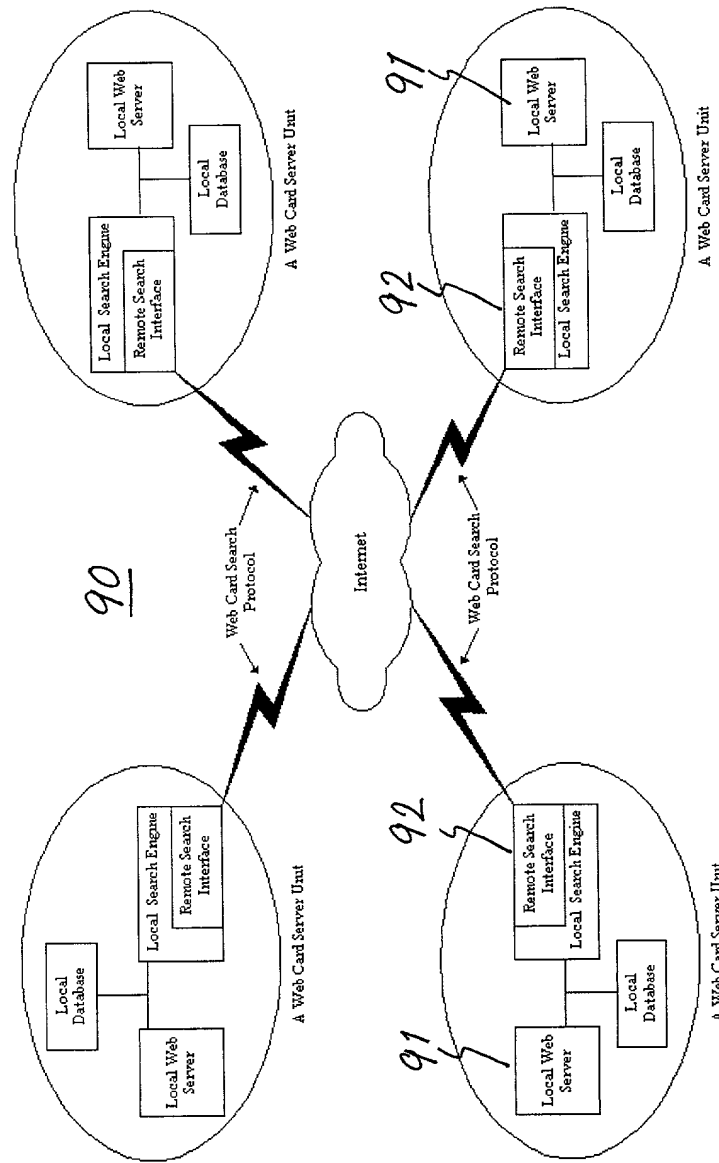 Local
Database
Local Web
Server
Local Search Engine
Remote Search
Interface
A Web Card Server Unit
Local Search Engine
Remote Search
Interface
Local Web
Server
Local
Database
A Web Card Server Unit
90
Web Card Search
Protocol
Internet
Web Card Search
Protocol
91
92
Local Web
Server
Remote Search
Interface
Local Search Engine
Local
Database
A Web Card Server Unit
92
91
Remote Search
Interface
Local Search Engine
Local Web
Server
Local
Database
A Web Card Server Unit